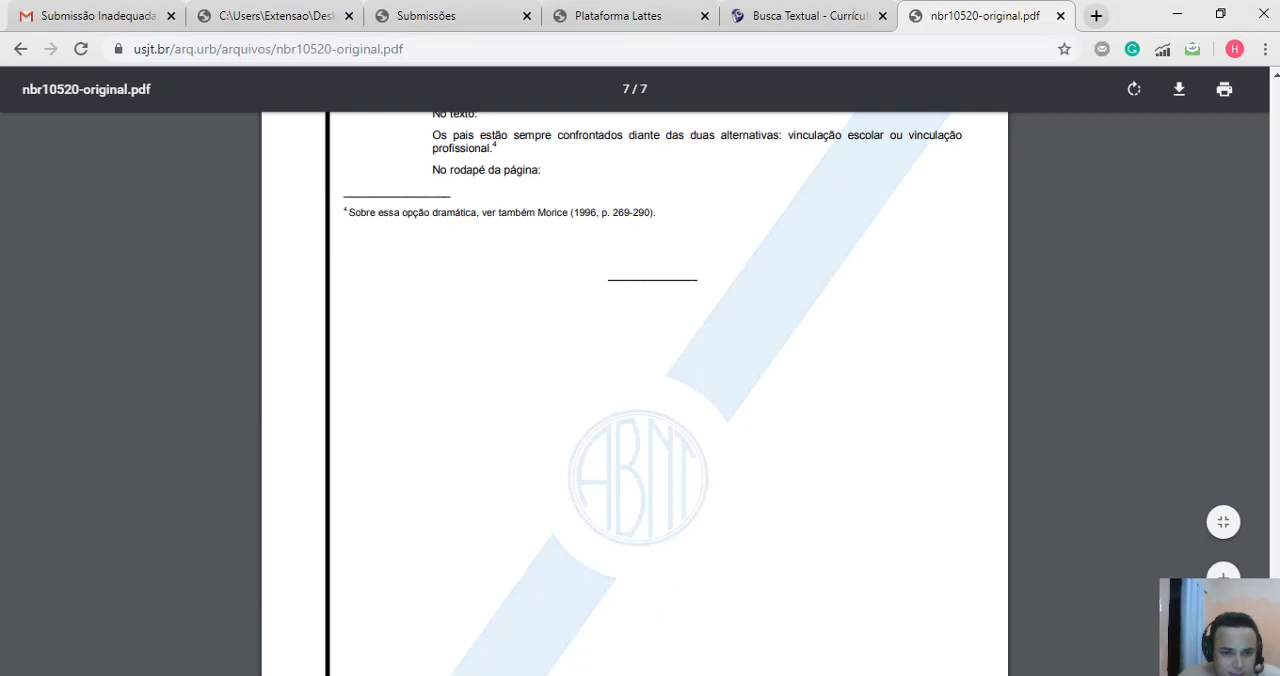 Submissão Inadequada
C:\Users\Extensao\Des
Submissões
Plataforma Lattes
Busca Textual - Currícu
nbr10520-original.pdf
usjt.br/arq.urb/arquivos/nbr10520-original.pdf
H
nbr10520-original.pdf
7 / 7
No texto:
Os pais estão sempre confrontados diante das duas alternativas: vinculação escolar ou vinculação
profissional.4
No rodapé da página:
4 Sobre essa opção dramática, ver também Morice (1996, p. 269-290).
ABNT